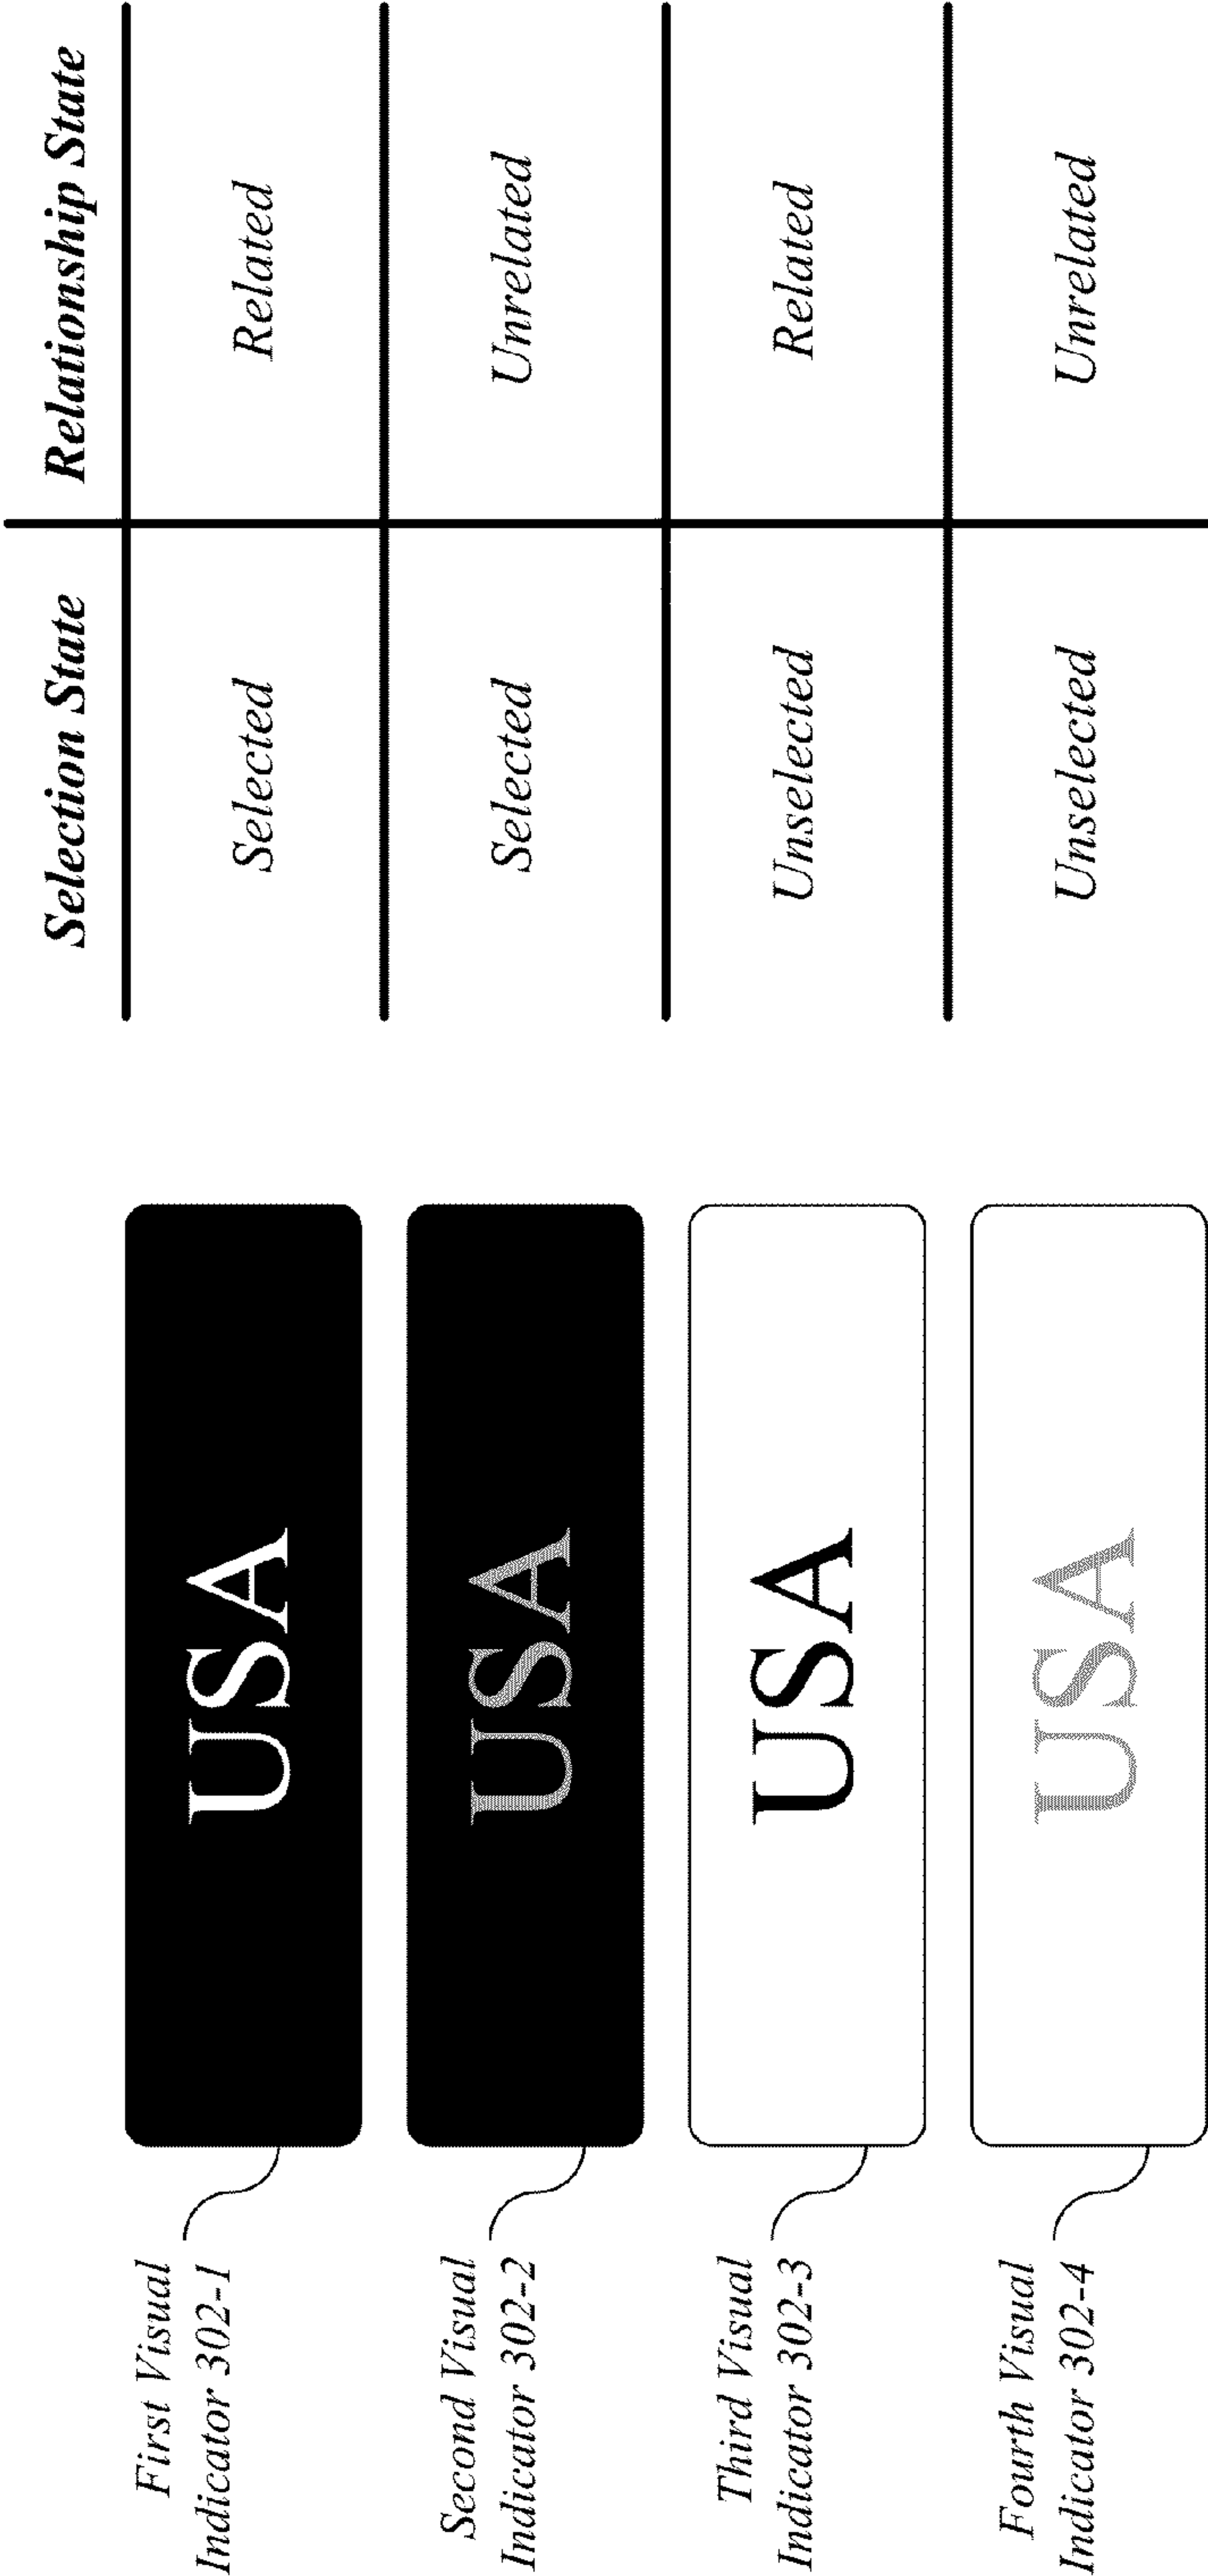 Selection State Relationship State
First Visual
Indicator 302-1
USA
Selected Related
Second Visual
Indicator 302-2
USA
Selected Unrelated
Third Visual
Indicator 302-3
USA
Unselected Related
Fourth Visual
Indicator 302-4
USA
Unselected Unrelated